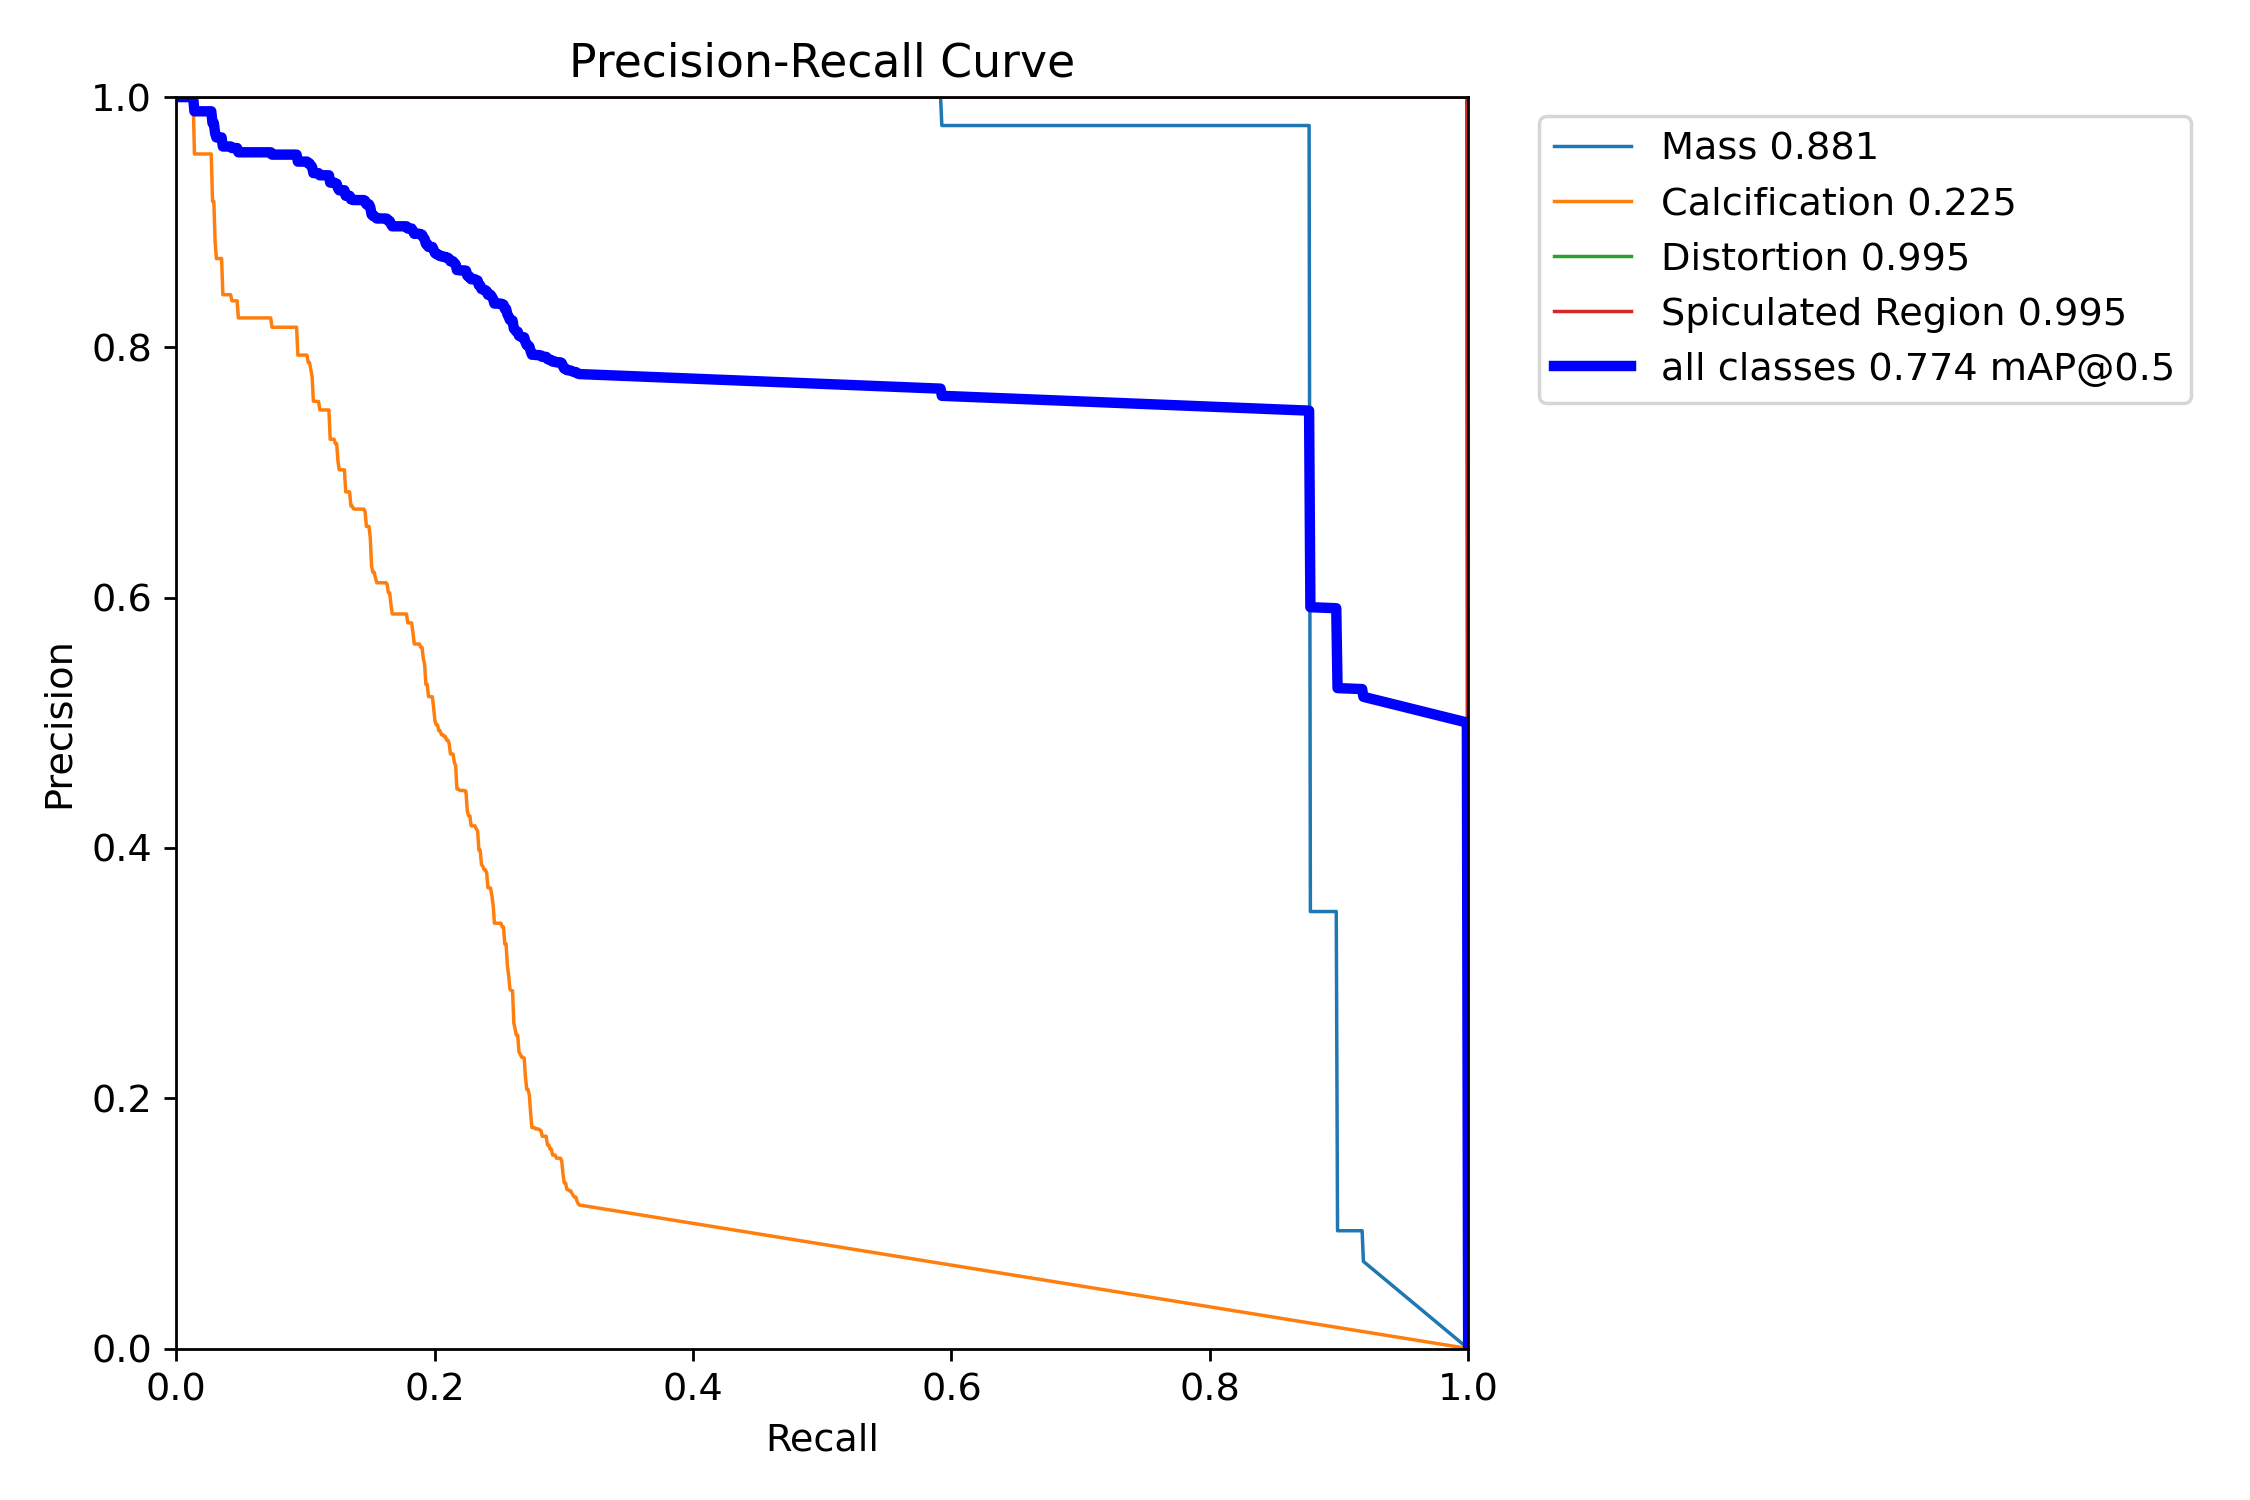 Precision-Recall Curve
1.0
0.8
0.6
0.4
0.2
0.0
Precision
0.0 0.2 0.4 0.6 0.8 1.0
Recall
Mass 0.881
Calcification 0.225
Distortion 0.995
Spiculated Region 0.995
all classes 0.774 mAP@0.5